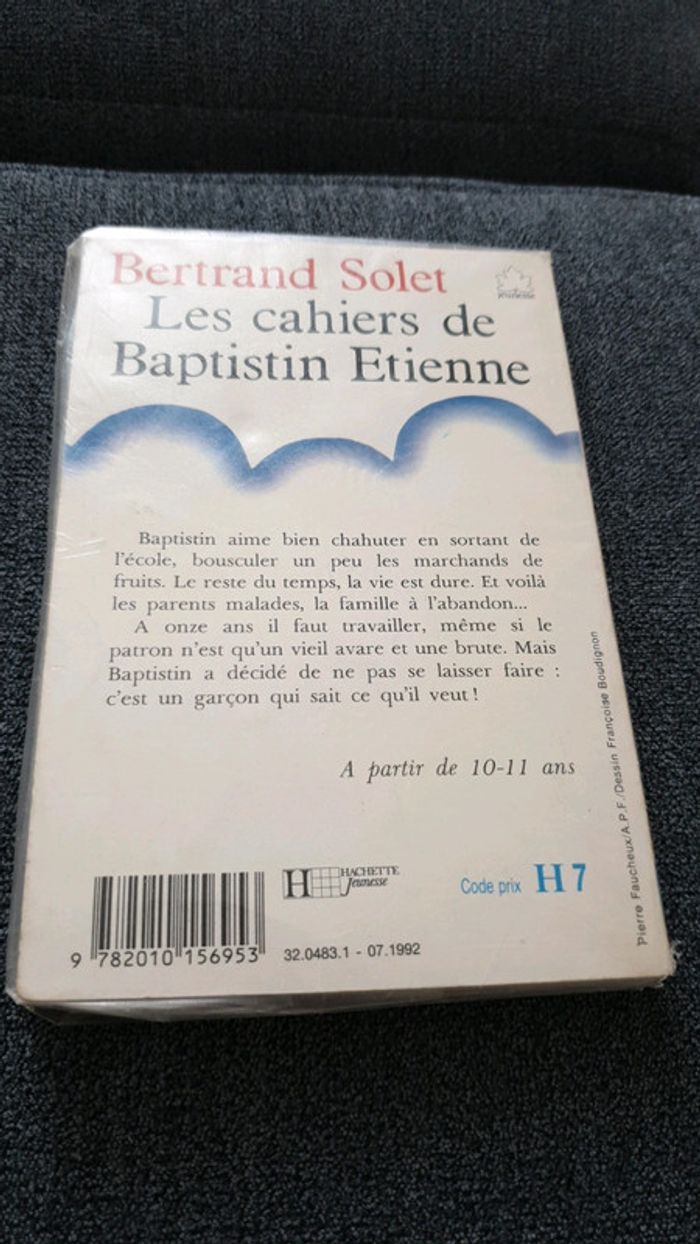 Bertrand Solet
jeunesse
Les cahiers de
Baptistin Etienne
Baptistin aime bien chahuter en sortant de
l'école, bousculer un peu les marchands de
fruits. Le reste du temps, la vie est dure. Et voilà
les parents malades, la famille à l'abandon...
A onze ans il faut travailler, même si le
patron n'est qu'un vieil avare et une brute. Mais
Baptistin a décidé de ne pas se laisser faire :
c'est un garçon qui sait ce qu'il veut !
A partir de 10-11 ans
Pierre Faucheux/A.P.F./Dessin Françoise Boudignon
H HACHETTE
Jeunesse
Code prix H 7
9 782010 156953
32.0483.1 - 07.1992